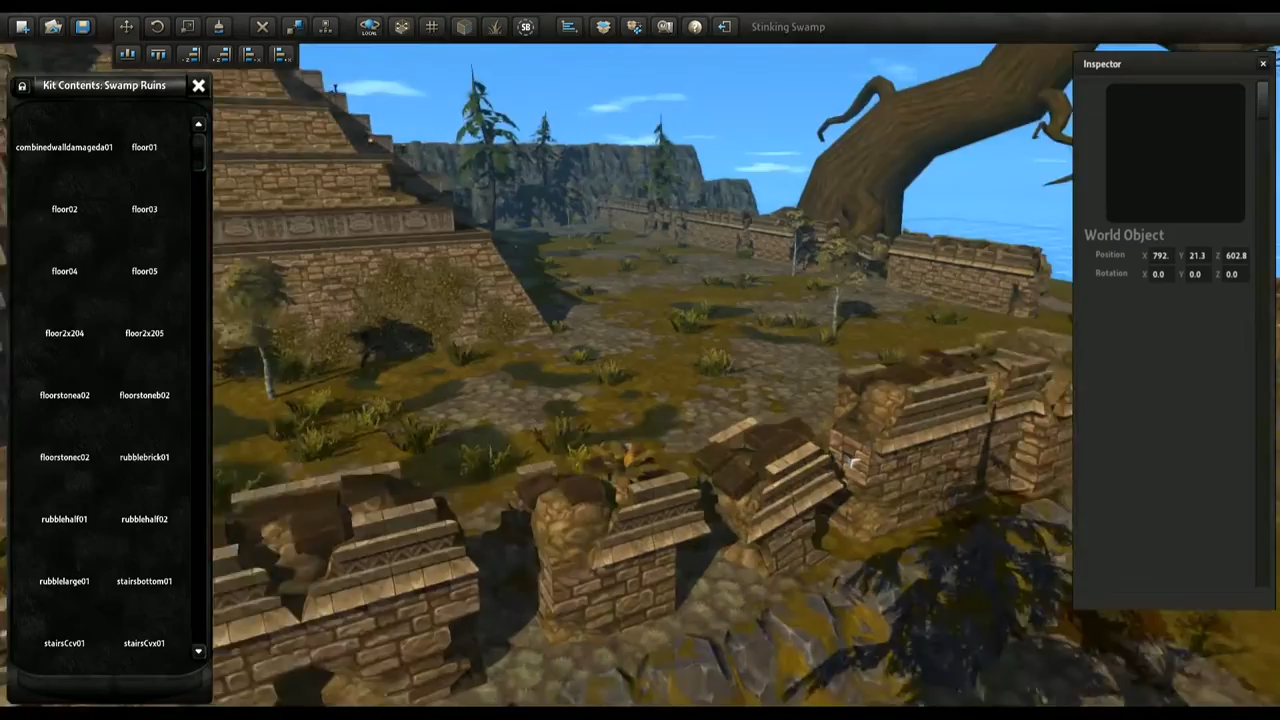 LOCAL
SB
Stinking Swamp
Kit Contents: Swamp Ruins
combinedwalldamageda01 floor01
floor02 floor03
floor04 floor05
floor2x204 floor2x205
floorstonea02 floorstoneb02
floorstonec02 rubblebrick01
rubblehalf01 rubblehalf02
rubblelarge01 stairsbottom01
stairsCcv01 stairsCvx01
Inspector
World Object
Position X 792. Y 21.3 Z 602.8
Rotation X 0.0 Y 0.0 Z 0.0